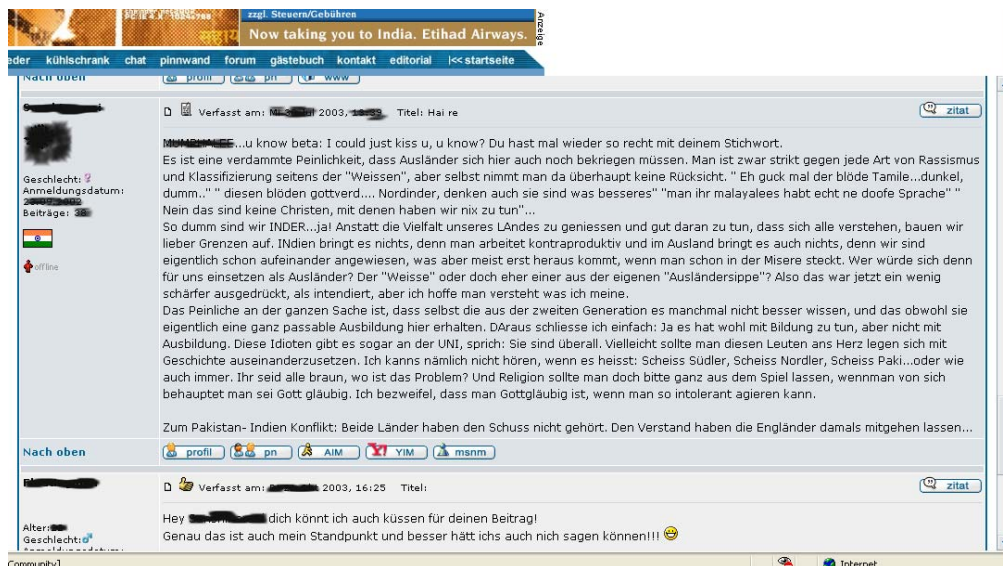 zzgl. Steuern/Gebühren
Now taking you to India. Etihad Airways.
Anzeige
eder kühlschrank chat pinnwand forum gästebuch kontakt editorial |<< startseite
Nach oben profil pn www
Verfasst am: 2003, Titel: Hai re zitat
...u know beta: I could just kiss u, u know? Du hast mal wieder so recht mit deinem Stichwort.
Es ist eine verdammte Peinlichkeit, dass Ausländer sich hier auch noch bekriegen müssen. Man ist zwar strikt gegen jede Art von Rassismus
und Klassifizierung seitens der "Weissen", aber selbst nimmt man da überhaupt keine Rücksicht. " Eh guck mal der blöde Tamile...dunkel,
dumm.." " diesen blöden gottverd.... Nordinder, denken auch sie sind was besseres" "man ihr malayalees habt echt ne doofe Sprache" "
Nein das sind keine Christen, mit denen haben wir nix zu tun"...
So dumm sind wir INDER...ja! Anstatt die Vielfalt unseres LAndes zu geniessen und gut daran zu tun, dass sich alle verstehen, bauen wir
lieber Grenzen auf. INdien bringt es nichts, denn man arbeitet kontraproduktiv und im Ausland bringt es auch nichts, denn wir sind
eigentlich schon aufeinander angewiesen, was aber meist erst heraus kommt, wenn man schon in der Misere steckt. Wer würde sich denn
für uns einsetzen als Ausländer? Der "Weisse" oder doch eher einer aus der eigenen "Ausländersippe"? Also das war jetzt ein wenig
schärfer ausgedrückt, als intendiert, aber ich hoffe man versteht was ich meine.
Das Peinliche an der ganzen Sache ist, dass selbst die aus der zweiten Generation es manchmal nicht besser wissen, und das obwohl sie
eigentlich eine ganz passable Ausbildung hier erhalten. DAraus schliesse ich einfach: Ja es hat wohl mit Bildung zu tun, aber nicht mit
Ausbildung. Diese Idioten gibt es sogar an der UNI, sprich: Sie sind überall. Vielleicht sollte man diesen Leuten ans Herz legen sich mit
Geschichte auseinanderzusetzen. Ich kanns nämlich nicht hören, wenn es heisst: Scheiss Südler, Scheiss Nordler, Scheiss Paki...oder wie
auch immer. Ihr seid alle braun, wo ist das Problem? Und Religion sollte man doch bitte ganz aus dem Spiel lassen, wennman von sich
behauptet man sei Gott gläubig. Ich bezweifel, dass man Gottgläubig ist, wenn man so intolerant agieren kann.
Zum Pakistan- Indien Konflikt: Beide Länder haben den Schuss nicht gehört. Den Verstand haben die Engländer damals mitgehen lassen...
Geschlecht:
Anmeldungsdatum:
Beiträge:
offline
Nach oben profil pn AIM YIM msnm
Verfasst am: 2003, 16:25 Titel: zitat
Hey dich könnt ich auch küssen für deinen Beitrag!
Genau das ist auch mein Standpunkt und besser hätt ichs auch nich sagen können!!!
Alter:
Geschlecht:
Anmeldungsdatum:
Community]
Internet